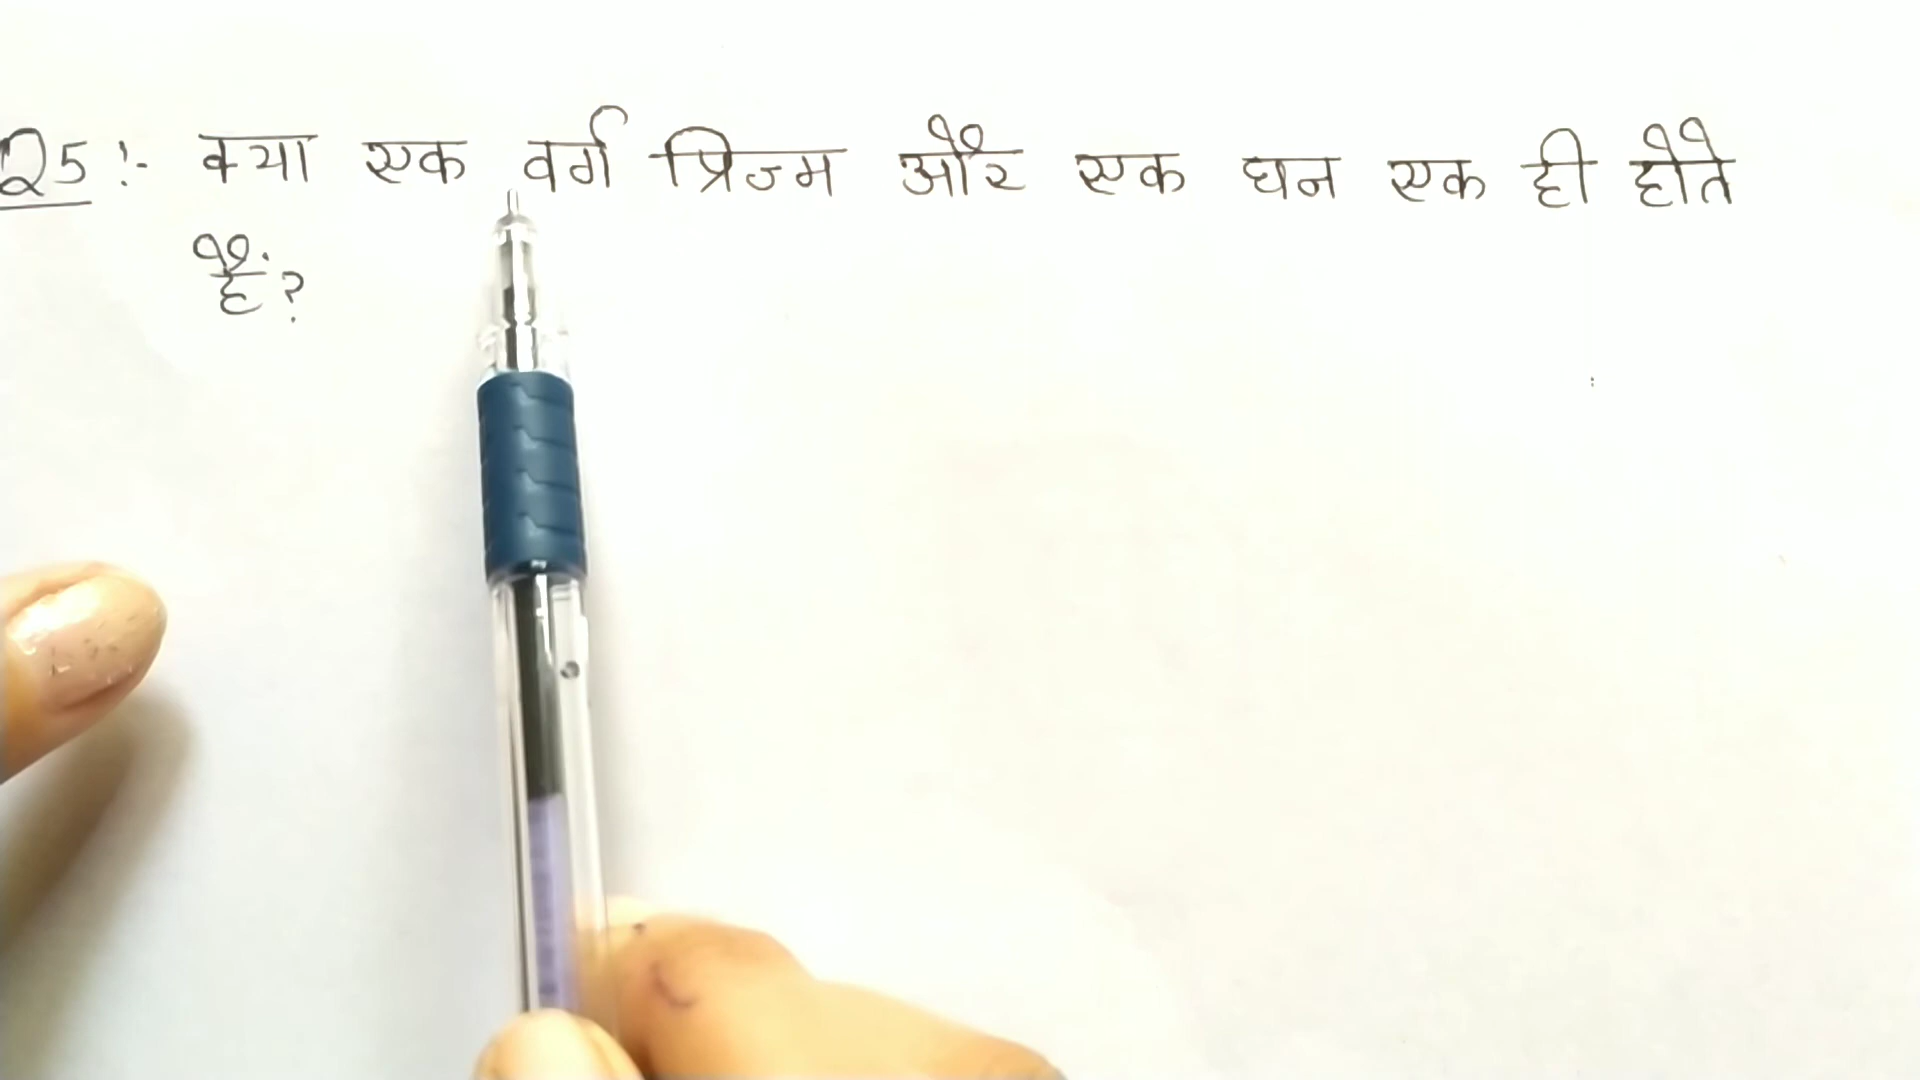 Q5:- क्या एक वर्ग प्रिज्म और एक घन एक ही होते
हैं?